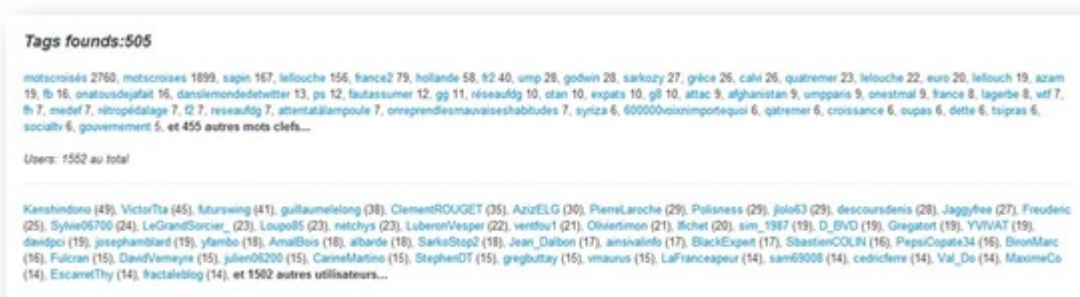 Tags founds:505
motscroisés 2760, motscroises 1899, sapin 167, lellouche 156, france2 79, hollande 58, fr2 40, ump 28, godwin 28, sarkozy 27, grèce 26, calvi 26, quatremer 23, lelouche 22, euro 20, lellouch 19, azam
19, fb 16, onatousdejafait 16, danslemondedetwitter 13, ps 12, fautassumer 12, gg 11, réseaufdg 10, otan 10, expats 10, g8 10, attac 9, afghanistan 9, umpparis 9, onestmal 9, france 8, lagerbe 8, wtf 7,
fh 7, medef 7, rétropédalage 7, f2 7, reseaufdg 7, attentatàlampoule 7, onreprendlesmauvaiseshabitudes 7, syriza 6, 600000voixnimportequoi 6, qatremer 6, croissance 6, oupas 6, dette 6, tsipras 6,
socialtv 6, gouvernement 5, et 455 autres mots clefs...
Users: 1552 au total
Kenshindono (49), VictorTta (45), futurswing (41), guillaumelelong (38), ClementROUGET (35), AzizELG (30), PierreLaroche (29), Polisness (29), jlolo63 (29), descoursdenis (28), Jaggyfree (27), Freuderic
(25), Sylvie06700 (24), LeGrandSorcier_ (23), Loupo85 (23), netchys (23), LuberonVesper (22), ventfou1 (21), Oliviertimon (21), lfichet (20), sim_1987 (19), D_BVD (19), Gregatort (19), YVIVAT (19),
davidpci (19), josephamblard (19), yfambo (18), AmalBois (18), albarde (18), SarkoStop2 (18), Jean_Dalbon (17), ainsivalinfo (17), BlackExpert (17), SbastienCOLIN (16), PepsiCopate34 (16), BironMarc
(16), Fulcran (15), DavidVerneyre (15), julien06200 (15), CarineMartino (15), StephenDT (15), gregbuttay (15), vmaurus (15), LaFranceapeur (14), sam69008 (14), cedricferre (14), Val_Do (14), MaximeCo
(14), EscarretThy (14), fractaleblog (14), et 1502 autres utilisateurs...